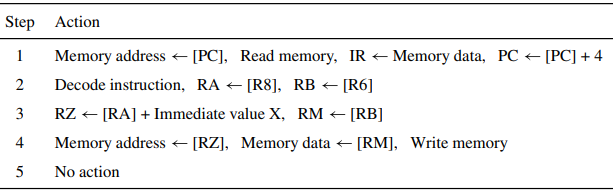 Step Action
1 Memory address ← [PC], Read memory, IR ← Memory data, PC ← [PC] + 4
2 Decode instruction, RA ← [R8], RB ← [R6]
3 RZ ← [RA] + Immediate value X, RM ← [RB]
4 Memory address ← [RZ], Memory data ← [RM], Write memory
5 No action